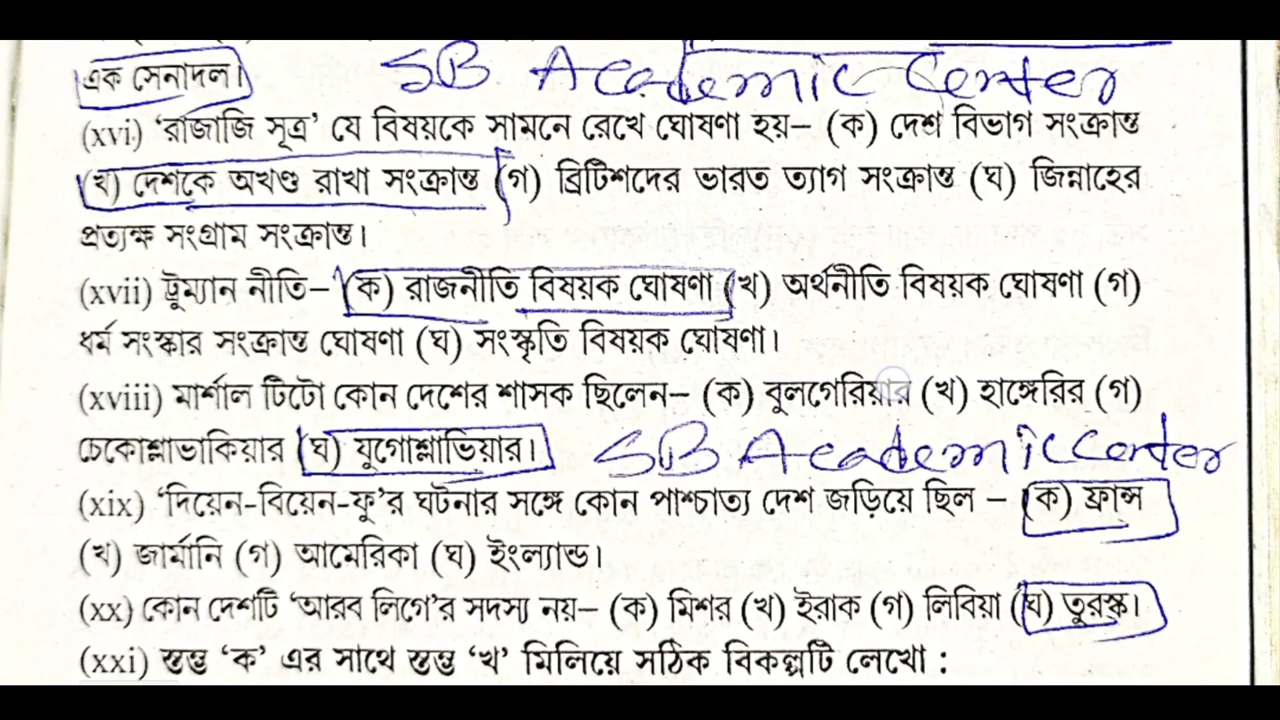 এক সেনাদল। SB Academic Center
(xvi) ‘রাজাজি সূত্র’ যে বিষয়কে সামনে রেখে ঘোষণা হয়– (ক) দেশ বিভাগ সংক্রান্ত
(খ) দেশকে অখণ্ড রাখা সংক্রান্ত (গ) ব্রিটিশদের ভারত ত্যাগ সংক্রান্ত (ঘ) জিন্নাহের
প্রত্যক্ষ সংগ্রাম সংক্রান্ত।
(xvii) ট্রুম্যান নীতি– (ক) রাজনীতি বিষয়ক ঘোষণা (খ) অর্থনীতি বিষয়ক ঘোষণা (গ)
ধর্ম সংস্কার সংক্রান্ত ঘোষণা (ঘ) সংস্কৃতি বিষয়ক ঘোষণা।
(xviii) মার্শাল টিটো কোন দেশের শাসক ছিলেন– (ক) বুলগেরিয়ার (খ) হাঙ্গেরির (গ)
চেকোশ্লাভাকিয়ার (ঘ) যুগোশ্লাভিয়ার। SB Academic Center
(xix) ‘দিয়েন-বিয়েন-ফু’র ঘটনার সঙ্গে কোন পাশ্চাত্য দেশ জড়িয়ে ছিল – (ক) ফ্রান্স
(খ) জার্মানি (গ) আমেরিকা (ঘ) ইংল্যান্ড।
(xx) কোন দেশটি ‘আরব লিগে’র সদস্য নয়– (ক) মিশর (খ) ইরাক (গ) লিবিয়া (ঘ) তুরস্ক।
(xxi) স্তম্ভ ‘ক’ এর সাথে স্তম্ভ ‘খ’ মিলিয়ে সঠিক বিকল্পটি লেখো :